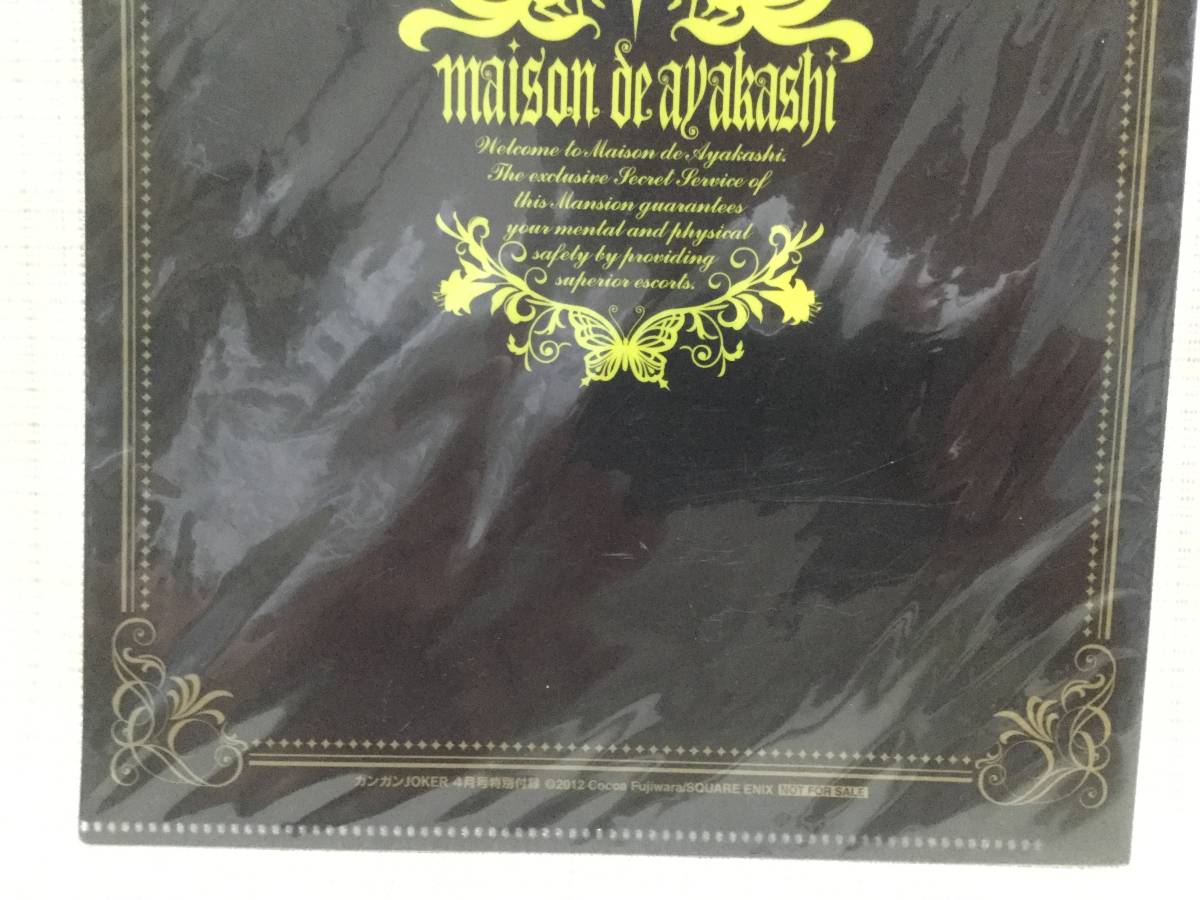 maison de ayakashi
Welcome to Maison de Ayakashi.
The exclusive Secret Service of
this Mansion guarantees
your mental and physical
safety by providing
superior escorts.
ガンガンJOKER 4月号特別付録 ©2012 Cocoa Fujiwara/SQUARE ENIX NOT FOR SALE